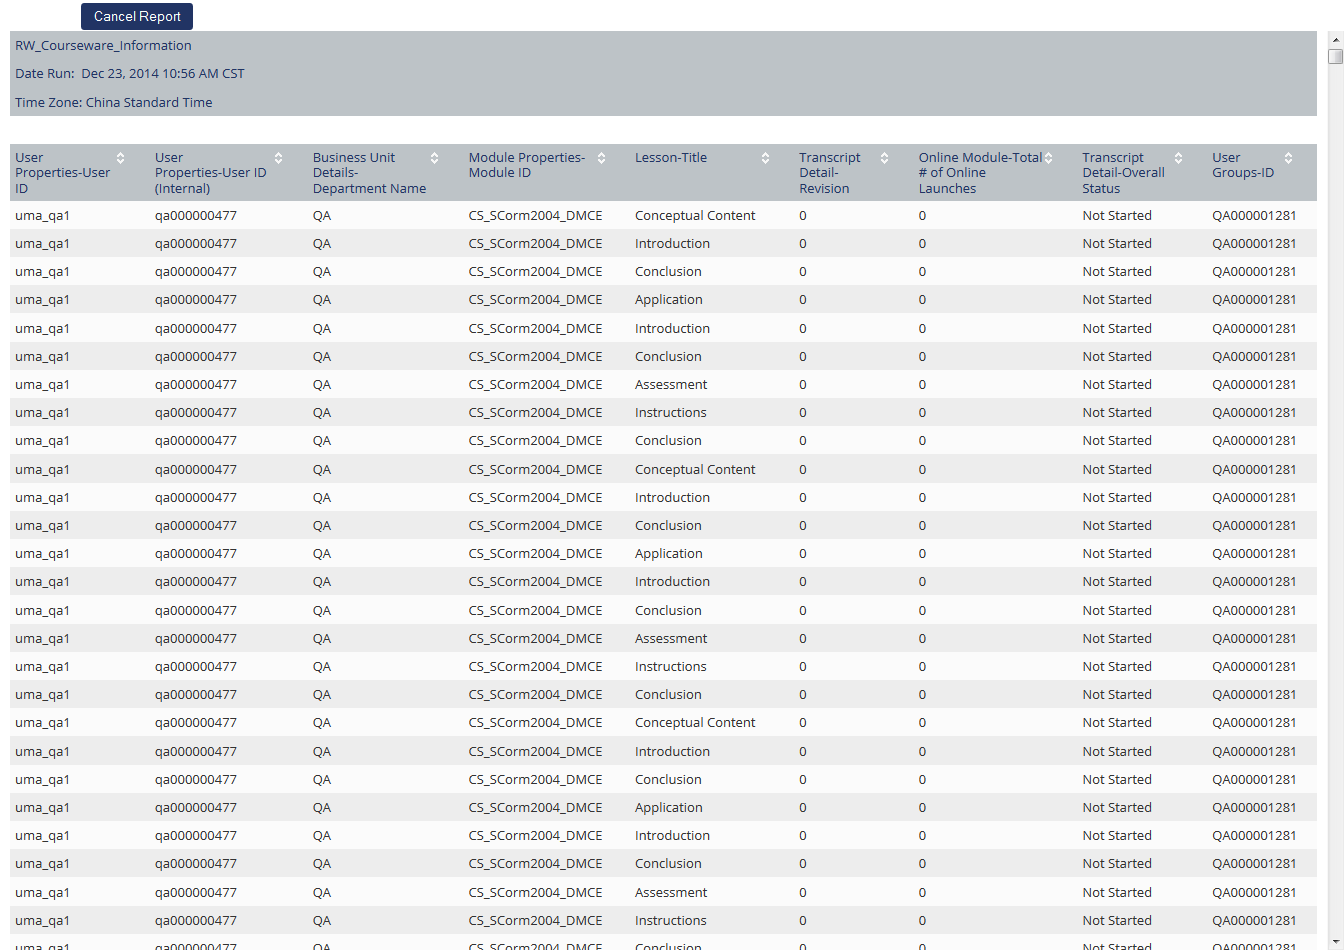 Cancel Report
RW_Courseware_Information
Date Run:  Dec 23, 2014 10:56 AM CST
Time Zone: China Standard Time
User Properties-User ID User Properties-User ID (Internal) Business Unit Details-Department Name Module Properties-Module ID Lesson-Title Transcript Detail-Revision Online Module-Total # of Online Launches Transcript Detail-Overall Status User Groups-ID
uma_qa1 qa000000477 QA CS_SCorm2004_DMCE Conceptual Content 0 0 Not Started QA000001281
uma_qa1 qa000000477 QA CS_SCorm2004_DMCE Introduction 0 0 Not Started QA000001281
uma_qa1 qa000000477 QA CS_SCorm2004_DMCE Conclusion 0 0 Not Started QA000001281
uma_qa1 qa000000477 QA CS_SCorm2004_DMCE Application 0 0 Not Started QA000001281
uma_qa1 qa000000477 QA CS_SCorm2004_DMCE Introduction 0 0 Not Started QA000001281
uma_qa1 qa000000477 QA CS_SCorm2004_DMCE Conclusion 0 0 Not Started QA000001281
uma_qa1 qa000000477 QA CS_SCorm2004_DMCE Assessment 0 0 Not Started QA000001281
uma_qa1 qa000000477 QA CS_SCorm2004_DMCE Instructions 0 0 Not Started QA000001281
uma_qa1 qa000000477 QA CS_SCorm2004_DMCE Conclusion 0 0 Not Started QA000001281
uma_qa1 qa000000477 QA CS_SCorm2004_DMCE Conceptual Content 0 0 Not Started QA000001281
uma_qa1 qa000000477 QA CS_SCorm2004_DMCE Introduction 0 0 Not Started QA000001281
uma_qa1 qa000000477 QA CS_SCorm2004_DMCE Conclusion 0 0 Not Started QA000001281
uma_qa1 qa000000477 QA CS_SCorm2004_DMCE Application 0 0 Not Started QA000001281
uma_qa1 qa000000477 QA CS_SCorm2004_DMCE Introduction 0 0 Not Started QA000001281
uma_qa1 qa000000477 QA CS_SCorm2004_DMCE Conclusion 0 0 Not Started QA000001281
uma_qa1 qa000000477 QA CS_SCorm2004_DMCE Assessment 0 0 Not Started QA000001281
uma_qa1 qa000000477 QA CS_SCorm2004_DMCE Instructions 0 0 Not Started QA000001281
uma_qa1 qa000000477 QA CS_SCorm2004_DMCE Conclusion 0 0 Not Started QA000001281
uma_qa1 qa000000477 QA CS_SCorm2004_DMCE Conceptual Content 0 0 Not Started QA000001281
uma_qa1 qa000000477 QA CS_SCorm2004_DMCE Introduction 0 0 Not Started QA000001281
uma_qa1 qa000000477 QA CS_SCorm2004_DMCE Conclusion 0 0 Not Started QA000001281
uma_qa1 qa000000477 QA CS_SCorm2004_DMCE Application 0 0 Not Started QA000001281
uma_qa1 qa000000477 QA CS_SCorm2004_DMCE Introduction 0 0 Not Started QA000001281
uma_qa1 qa000000477 QA CS_SCorm2004_DMCE Conclusion 0 0 Not Started QA000001281
uma_qa1 qa000000477 QA CS_SCorm2004_DMCE Assessment 0 0 Not Started QA000001281
uma_qa1 qa000000477 QA CS_SCorm2004_DMCE Instructions 0 0 Not Started QA000001281
uma_qa1 qa000000477 QA CS_SCorm2004_DMCE Conclusion 0 0 Not Started QA000001281